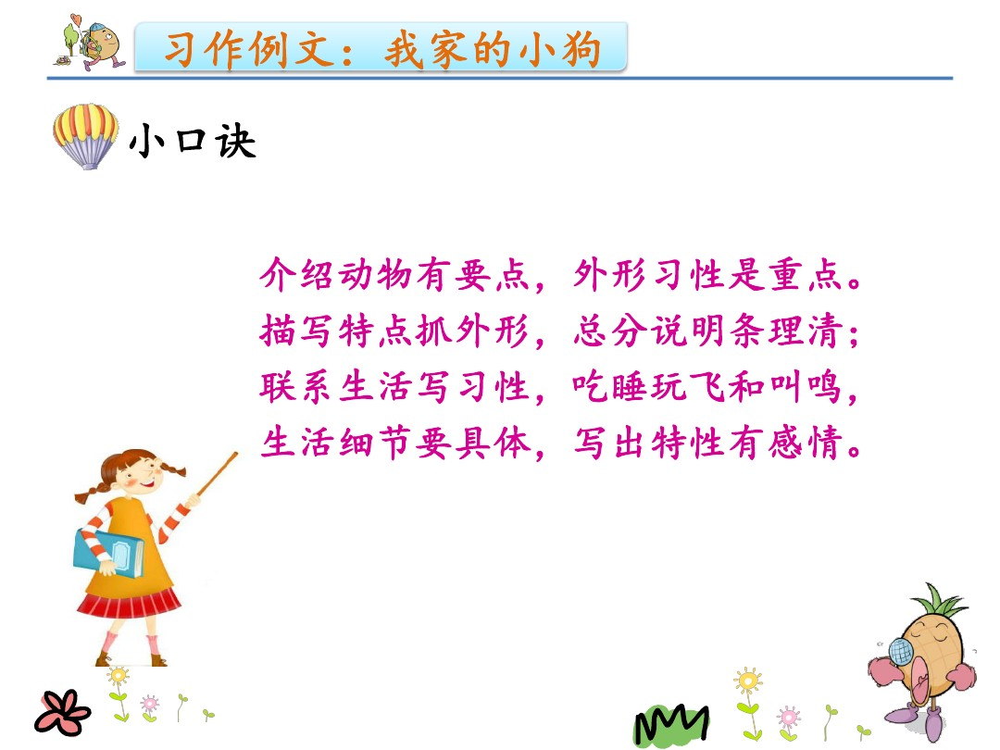 习作例文：我家的小狗
小口诀
介绍动物有要点，外形习性是重点。
描写特点抓外形，总分说明条理清；
联系生活写习性，吃睡玩飞和叫鸣，
生活细节要具体，写出特性有感情。